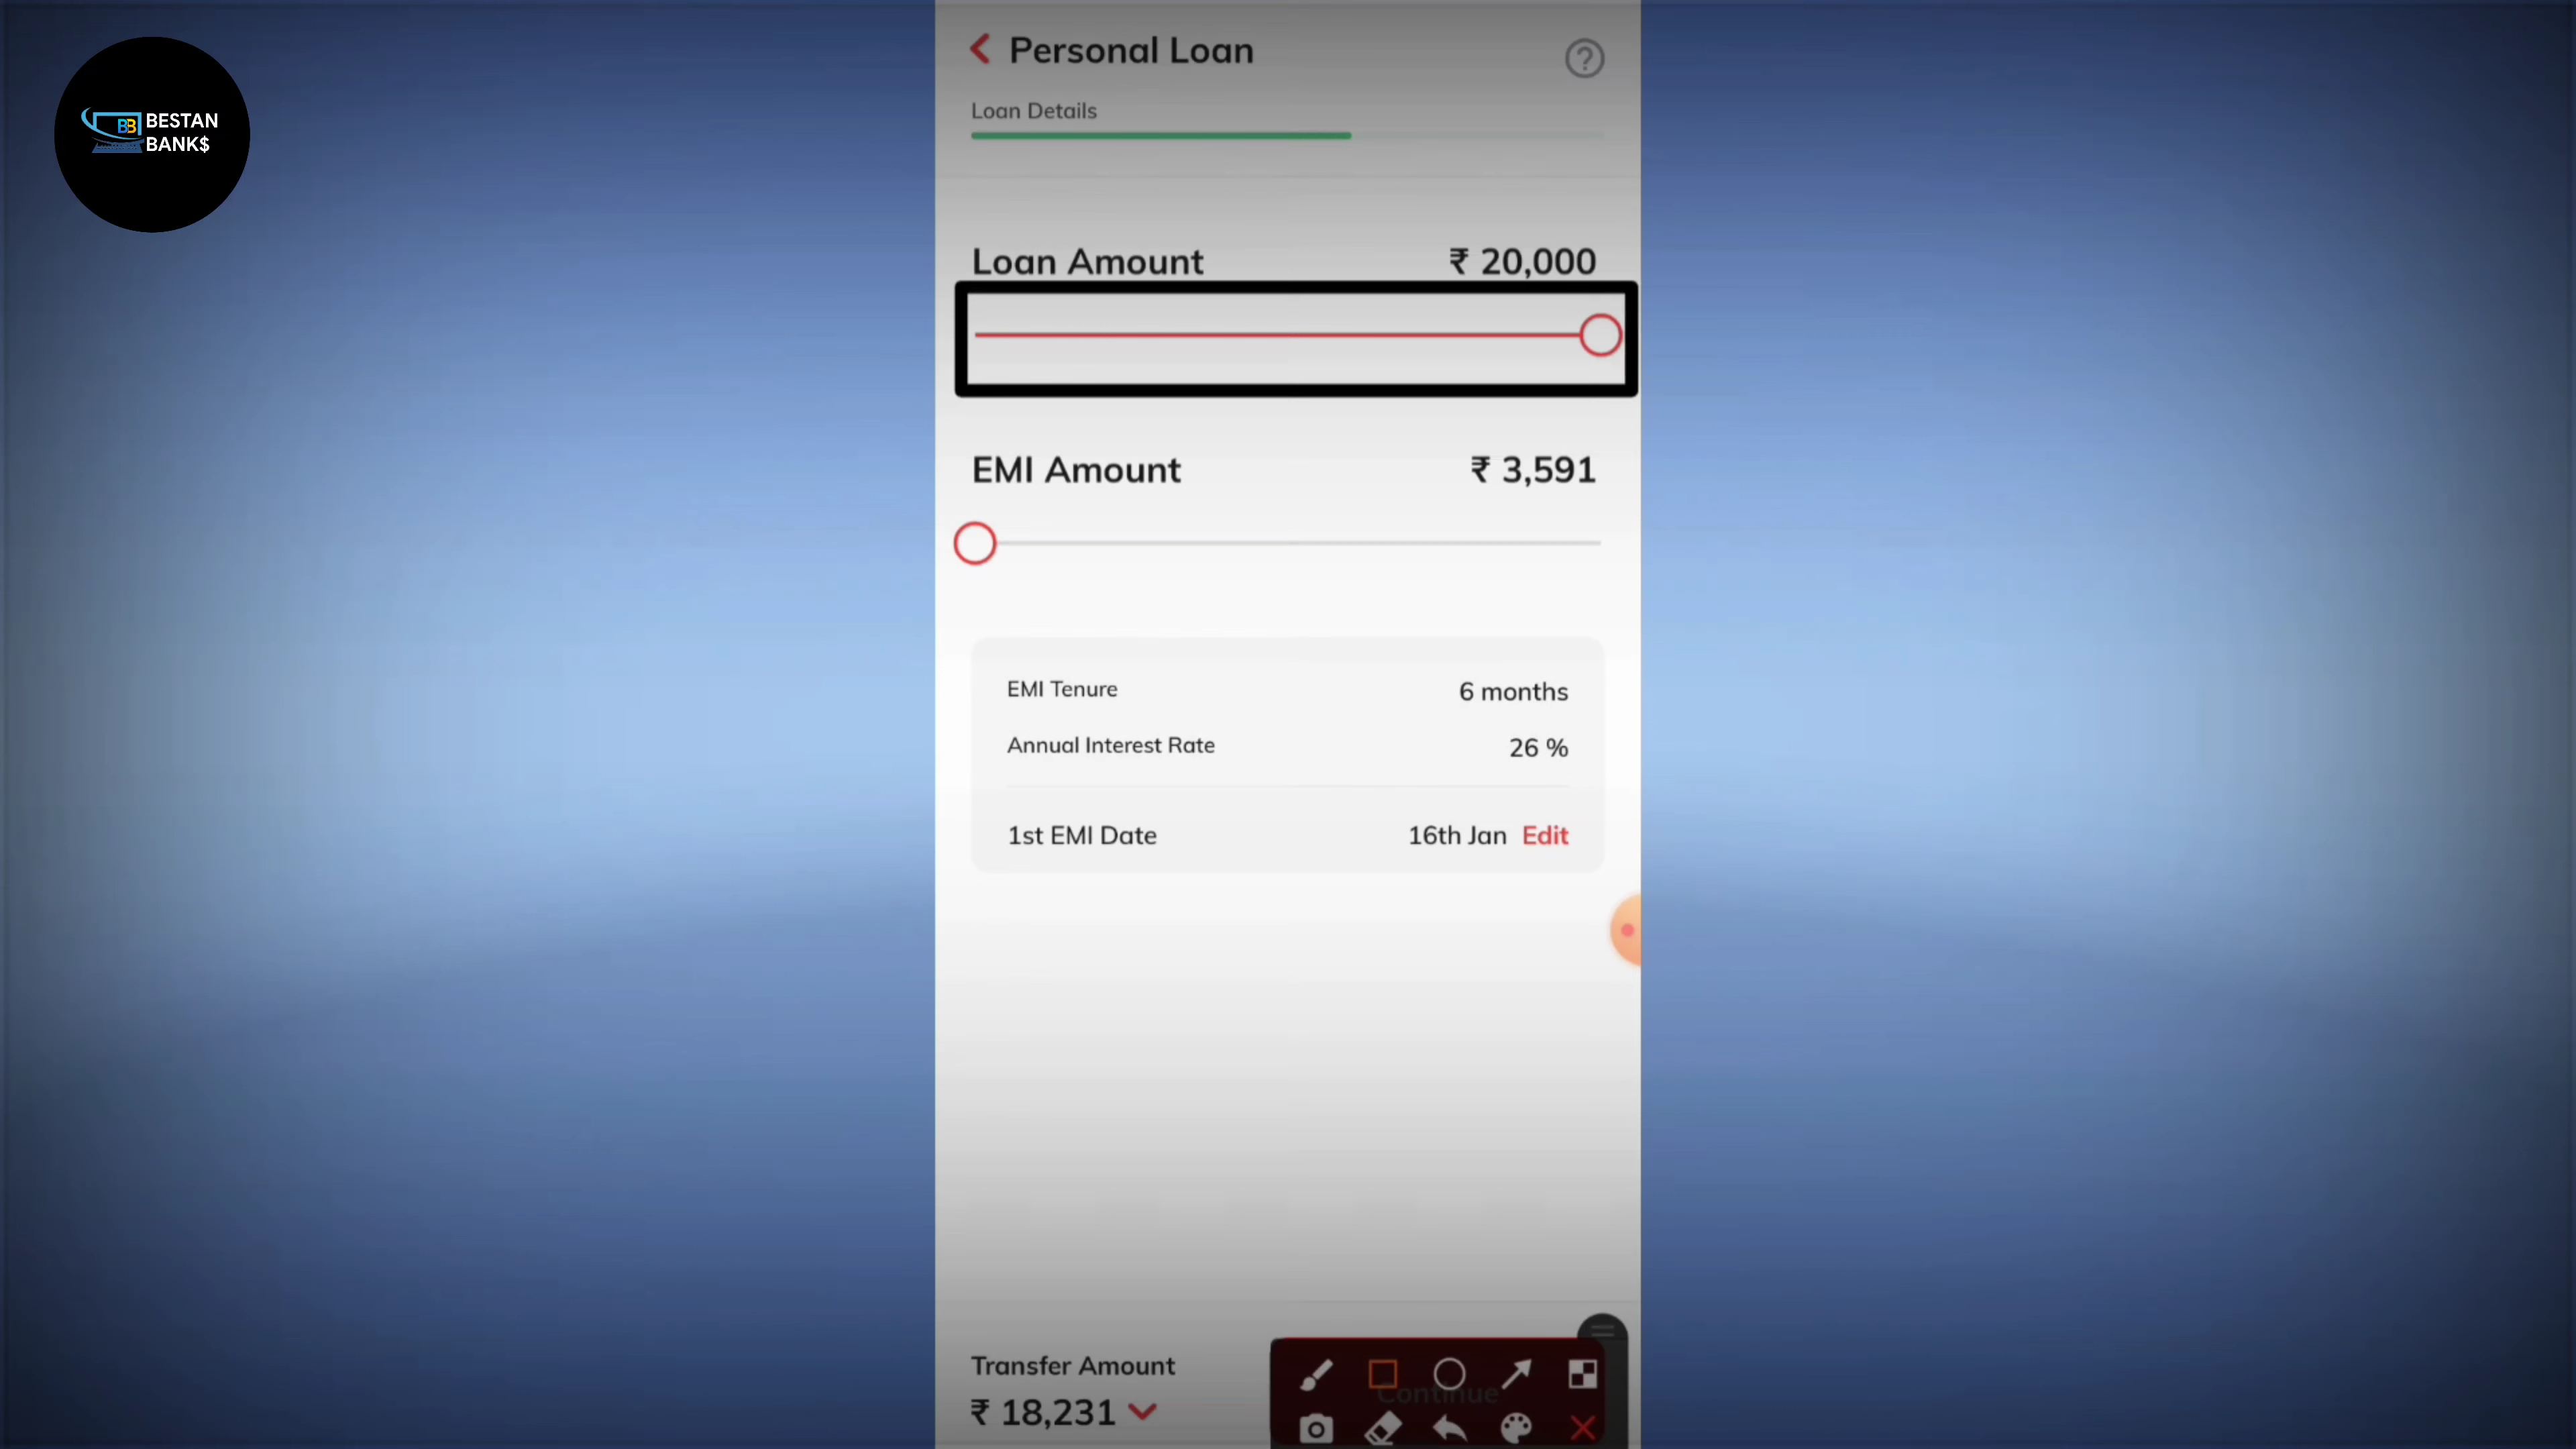 BESTAN
BANK$
Personal Loan
Loan Details
Loan Amount ₹ 20,000
EMI Amount ₹ 3,591
EMI Tenure 6 months
Annual Interest Rate 26 %
1st EMI Date 16th Jan Edit
Transfer Amount
₹ 18,231
Continue